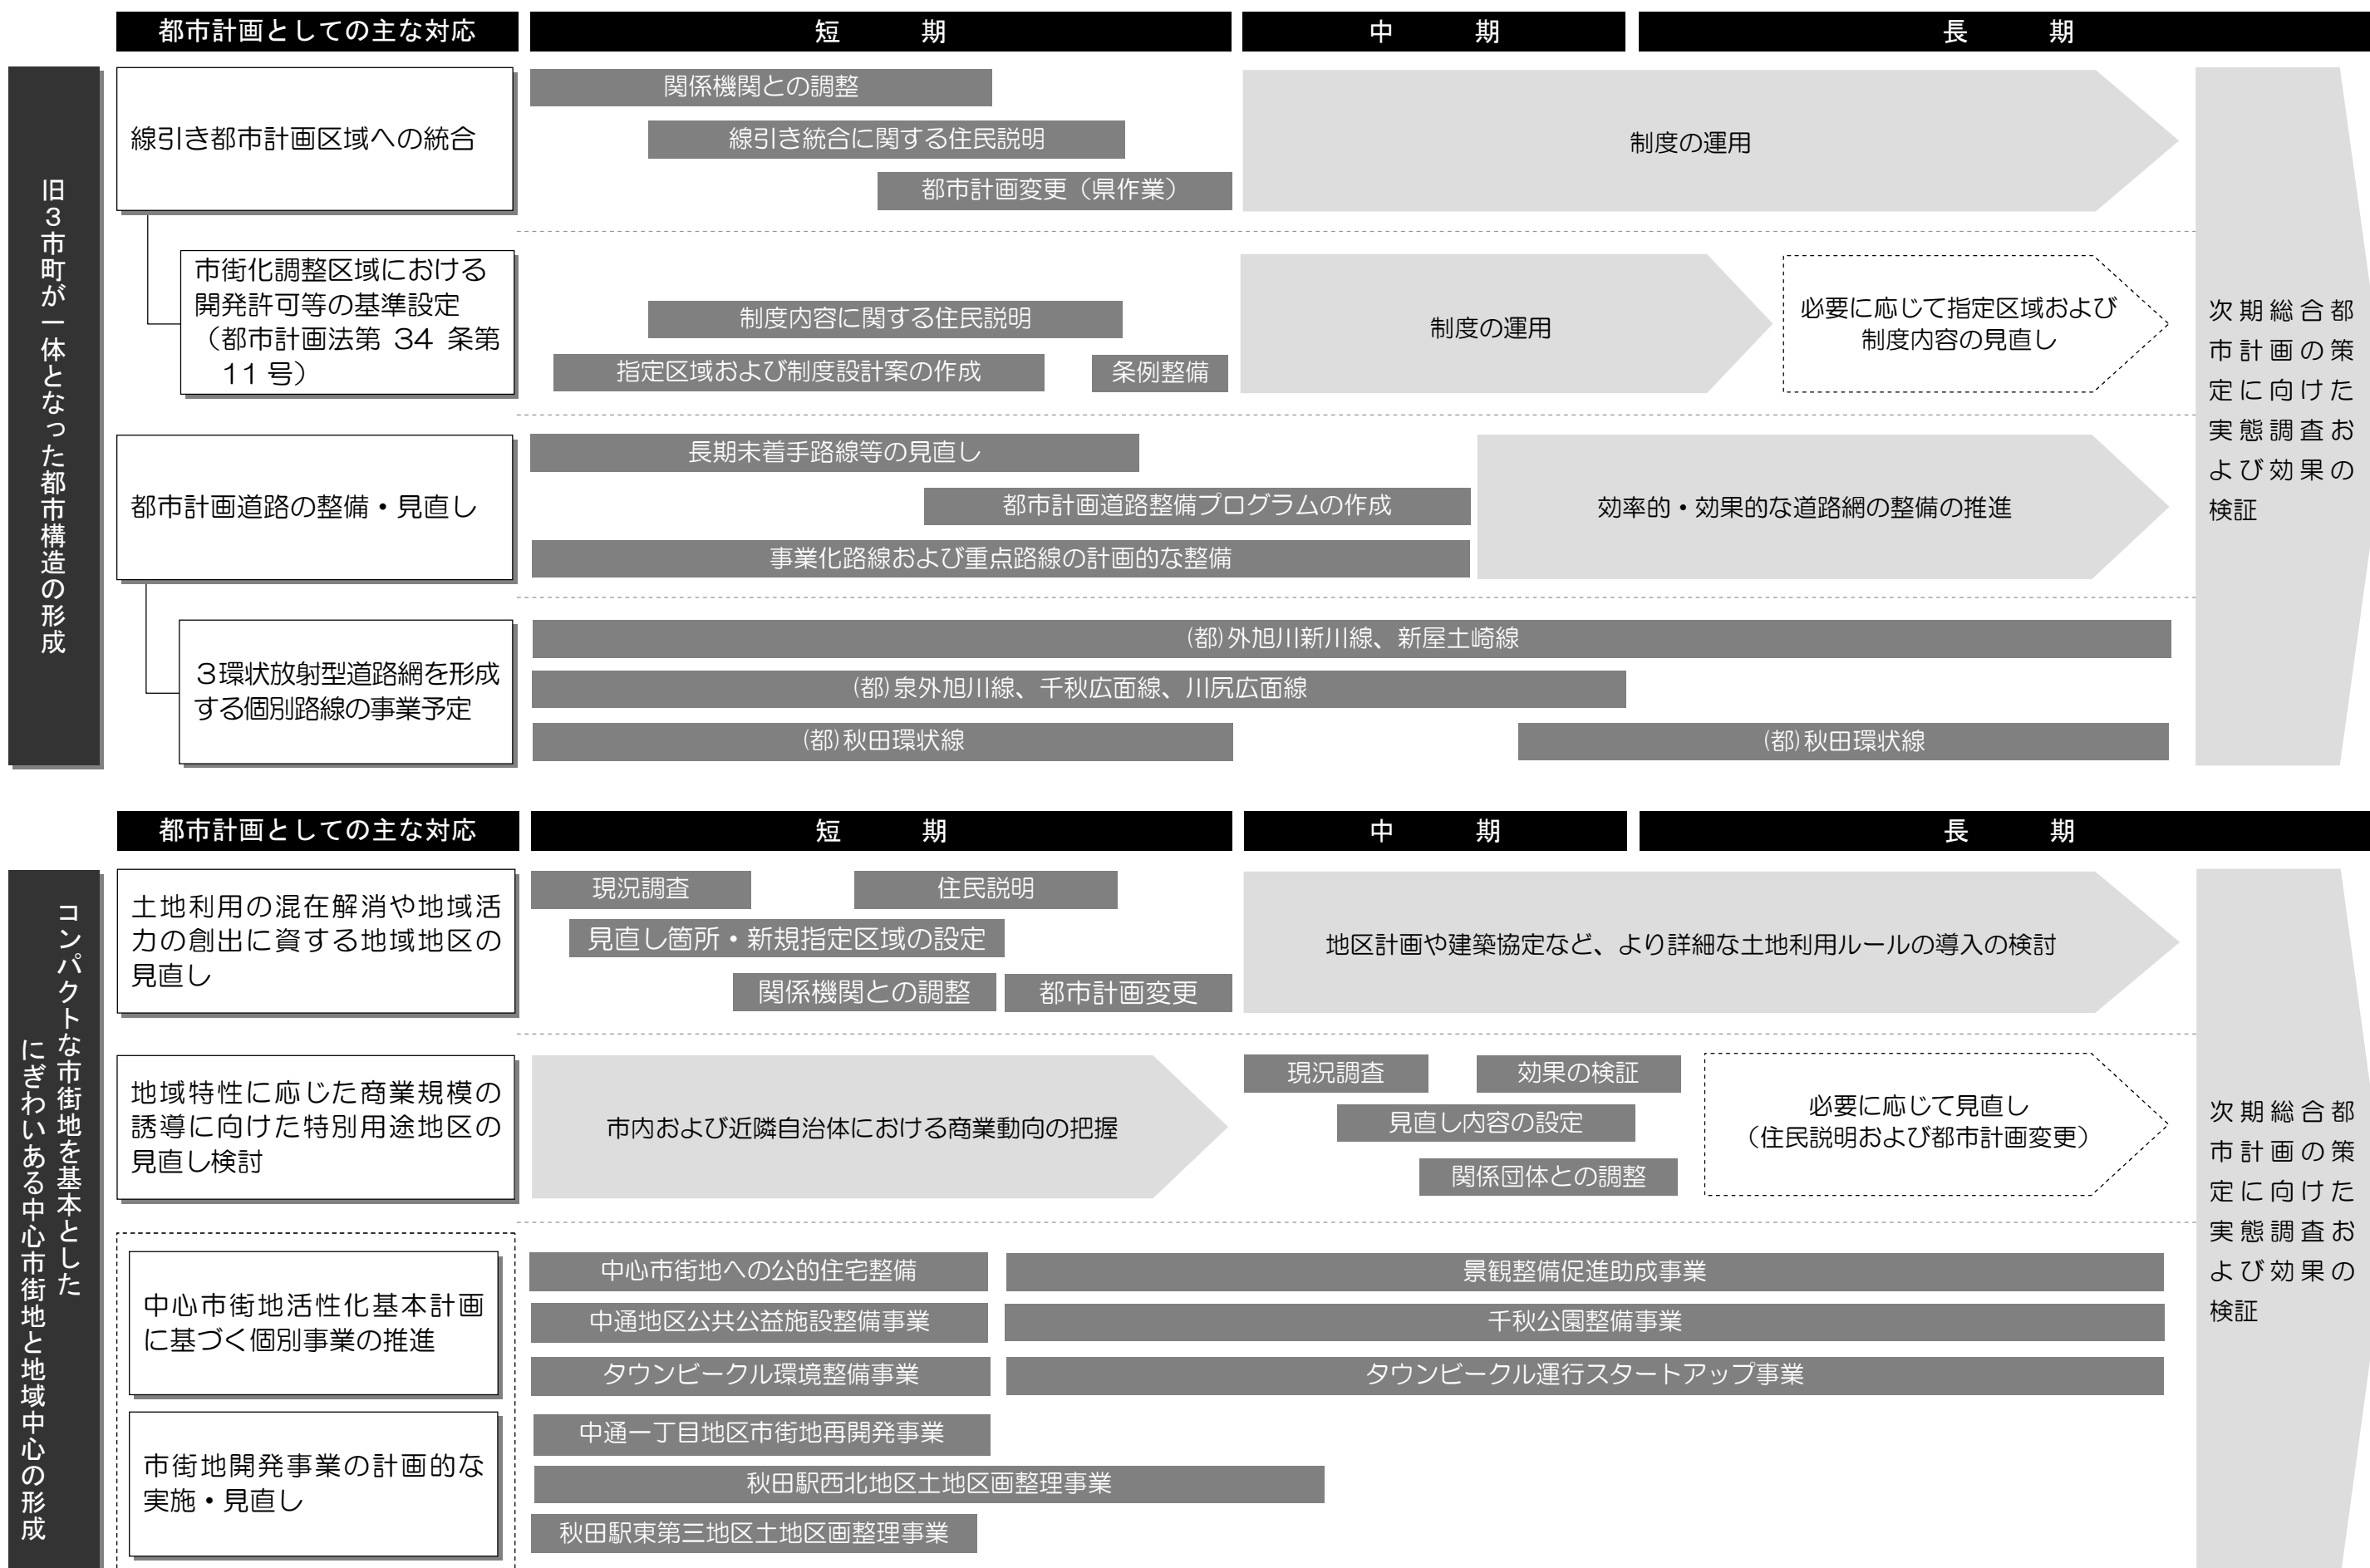 都市計画としての主な対応
短期
中期
長期
旧３市町が一体となった都市構造の形成
線引き都市計画区域への統合
関係機関との調整
線引き統合に関する住民説明
都市計画変更（県作業）
制度の運用
市街化調整区域における
開発許可等の基準設定
（都市計画法第 34 条第
11 号）
制度内容に関する住民説明
指定区域および制度設計案の作成
条例整備
制度の運用
必要に応じて指定区域および
制度内容の見直し
都市計画道路の整備・見直し
長期未着手路線等の見直し
都市計画道路整備プログラムの作成
事業化路線および重点路線の計画的な整備
効率的・効果的な道路網の整備の推進
３環状放射型道路網を形成
する個別路線の事業予定
(都)外旭川新川線、新屋土崎線
(都)泉外旭川線、千秋広面線、川尻広面線
(都)秋田環状線
(都)秋田環状線
次期総合都
市計画の策
定に向けた
実態調査お
よび効果の
検証
都市計画としての主な対応
短期
中期
長期
コンパクトな市街地を基本とした
にぎわいある中心市街地と地域中心の形成
土地利用の混在解消や地域活
力の創出に資する地域地区の
見直し
現況調査
住民説明
見直し箇所・新規指定区域の設定
関係機関との調整
都市計画変更
地区計画や建築協定など、より詳細な土地利用ルールの導入の検討
地域特性に応じた商業規模の
誘導に向けた特別用途地区の
見直し検討
市内および近隣自治体における商業動向の把握
現況調査
効果の検証
見直し内容の設定
関係団体との調整
必要に応じて見直し
（住民説明および都市計画変更）
中心市街地活性化基本計画
に基づく個別事業の推進
中心市街地への公的住宅整備
景観整備促進助成事業
中通地区公共公益施設整備事業
千秋公園整備事業
タウンビークル環境整備事業
タウンビークル運行スタートアップ事業
市街地開発事業の計画的な
実施・見直し
中通一丁目地区市街地再開発事業
秋田駅西北地区土地区画整理事業
秋田駅東第三地区土地区画整理事業
次期総合都
市計画の策
定に向けた
実態調査お
よび効果の
検証